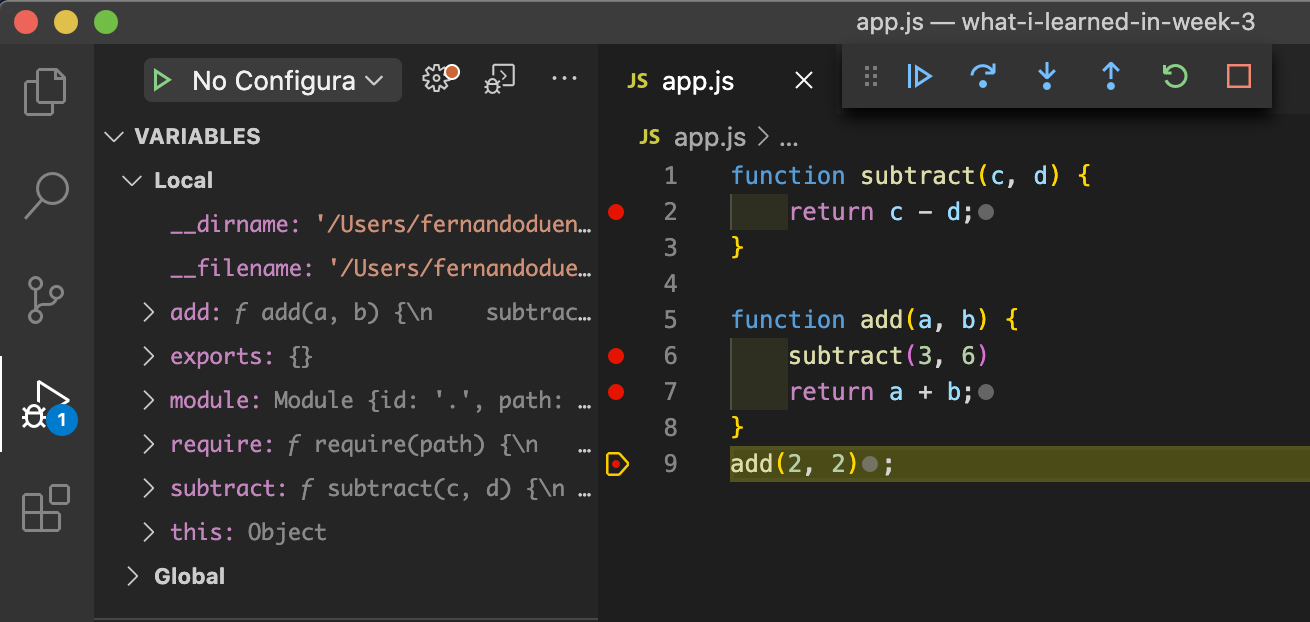 app.js — what-i-learned-in-week-3
No Configura
VARIABLES
Local
__dirname: '/Users/fernandoduen…
__filename: '/Users/fernandodue…
add: ƒ add(a, b) {\n    subtrac…
exports: {}
module: Module {id: '.', path: …
require: ƒ require(path) {\n   …
subtract: ƒ subtract(c, d) {\n …
this: Object
Global
1
JS app.js
JS app.js > ...
1 function subtract(c, d) {
2     return c - d;
3 }
4
5 function add(a, b) {
6     subtract(3, 6)
7     return a + b;
8 }
9 add(2, 2) ;